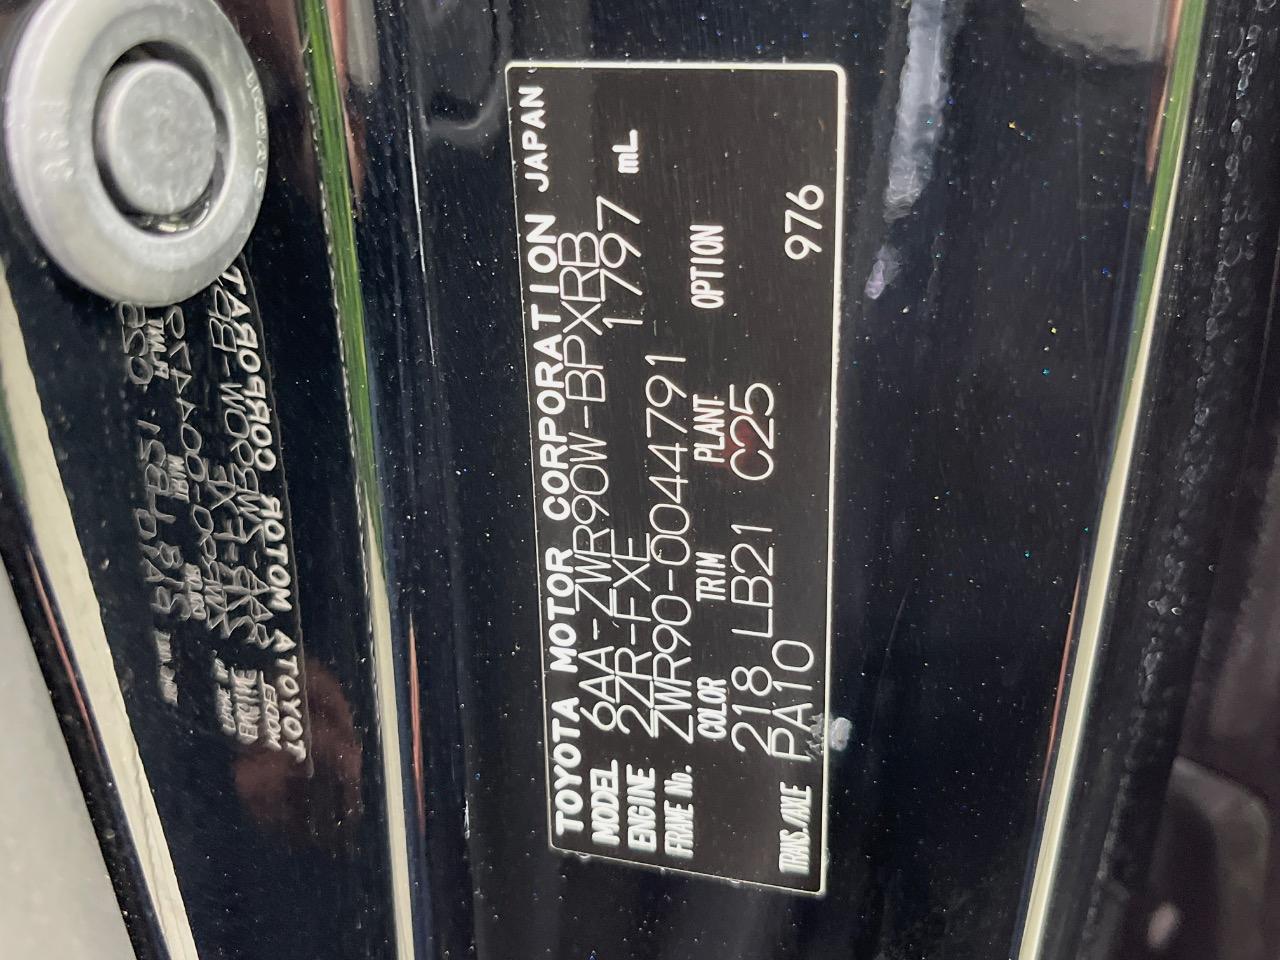 TOYOTA MOTOR CORPORATION JAPAN
MODEL 6AA-ZWR90W-BPXRB
ENGINE 2ZR-FXE 1797 mL
FRAME No. ZWR90-0044791
COLOR TRIM PLANT. OPTION
218 LB21 C25
TRANS./AXLE PA10 976